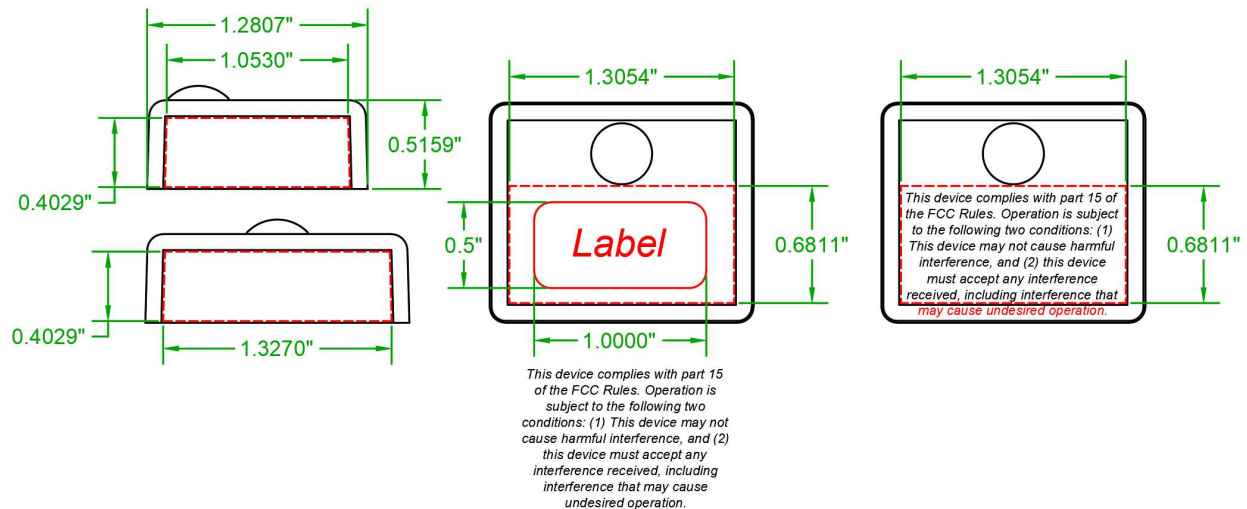 1.2807"
1.0530"
0.5159"
0.4029"
0.4029"
1.3270"
1.3054"
0.5"
Label
0.6811"
1.0000"
This device complies with part 15
of the FCC Rules. Operation is
subject to the following two
conditions: (1) This device may not
cause harmful interference, and (2)
this device must accept any
interference received, including
interference that may cause
undesired operation.
1.3054"
This device complies with part 15 of
the FCC Rules. Operation is subject
to the following two conditions: (1)
This device may not cause harmful
interference, and (2) this device
must accept any interference
received, including interference that
may cause undesired operation.
0.6811"